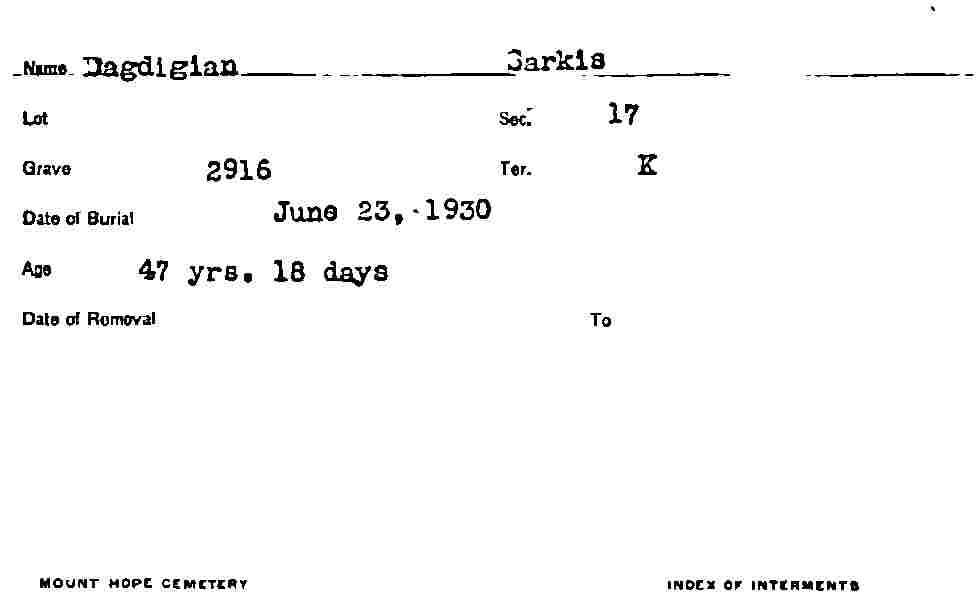 Name Dagdigian Sarkis
Lot Sec. 17
Grave 2916 Ter. K
Date of Burial June 23, 1930
Age 47 yrs. 18 days
Date of Removal To
MOUNT HOPE CEMETERY INDEX OF INTERMENTS